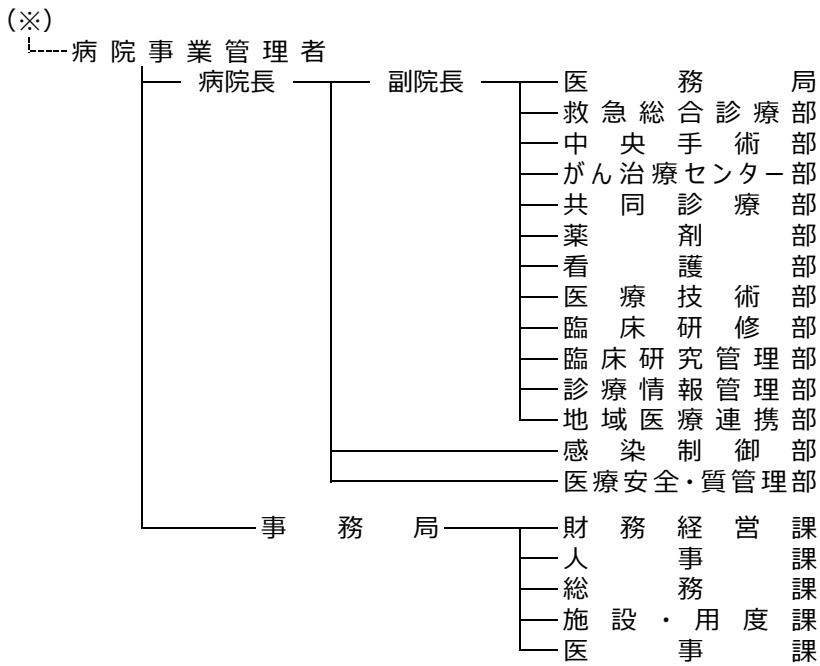 (※)
病院事業管理者
病院長 副院長 医務局
救急総合診療部
中央手術部
がん治療センター部
共同診療部
薬剤部
看護部
医療技術部
臨床研修部
臨床研究管理部
診療情報管理部
地域医療連携部
感染制御部
医療安全・質管理部
事務局 財務経営課
人事課
総務課
施設・用度課
医事課